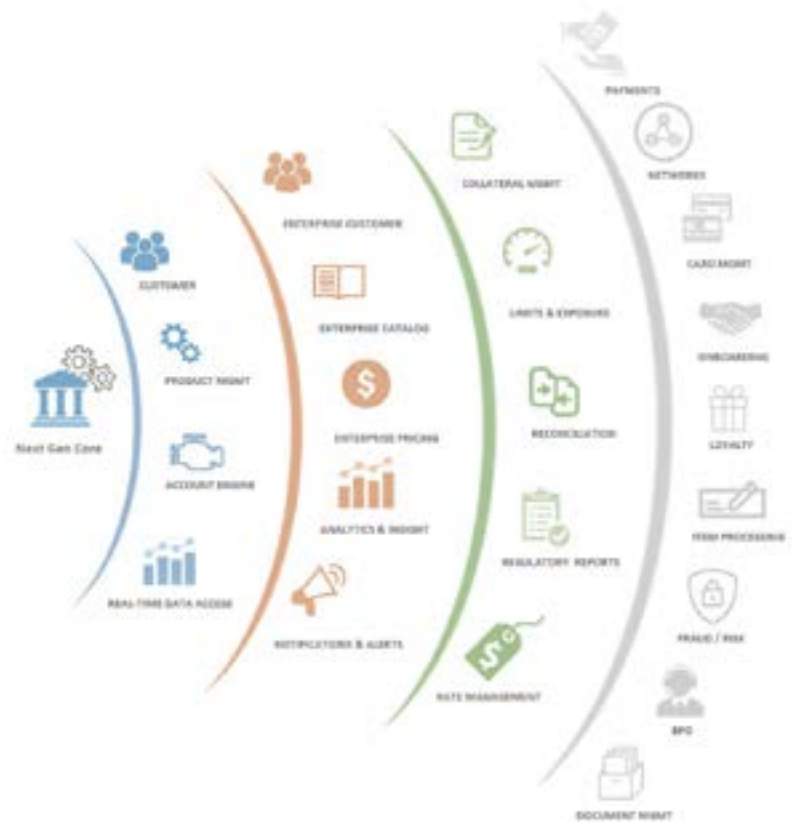 Next Gen Core
CUSTOMER
PRODUCT MGMT
ACCOUNT ENGINE
REAL-TIME DATA ACCESS
ENTERPRISE CUSTOMER
ENTERPRISE CATALOG
ENTERPRISE PRICING
ANALYTICS & INSIGHT
NOTIFICATIONS & ALERTS
COLLATERAL MGMT
LIMITS & EXPOSURE
RECONCILIATION
REGULATORY REPORTS
RATE MANAGEMENT
PAYMENTS
NETWORKS
CARD MGMT
ONBOARDING
LOYALTY
ITEM PROCESSING
FRAUD / RISK
BPO
DOCUMENT MGMT